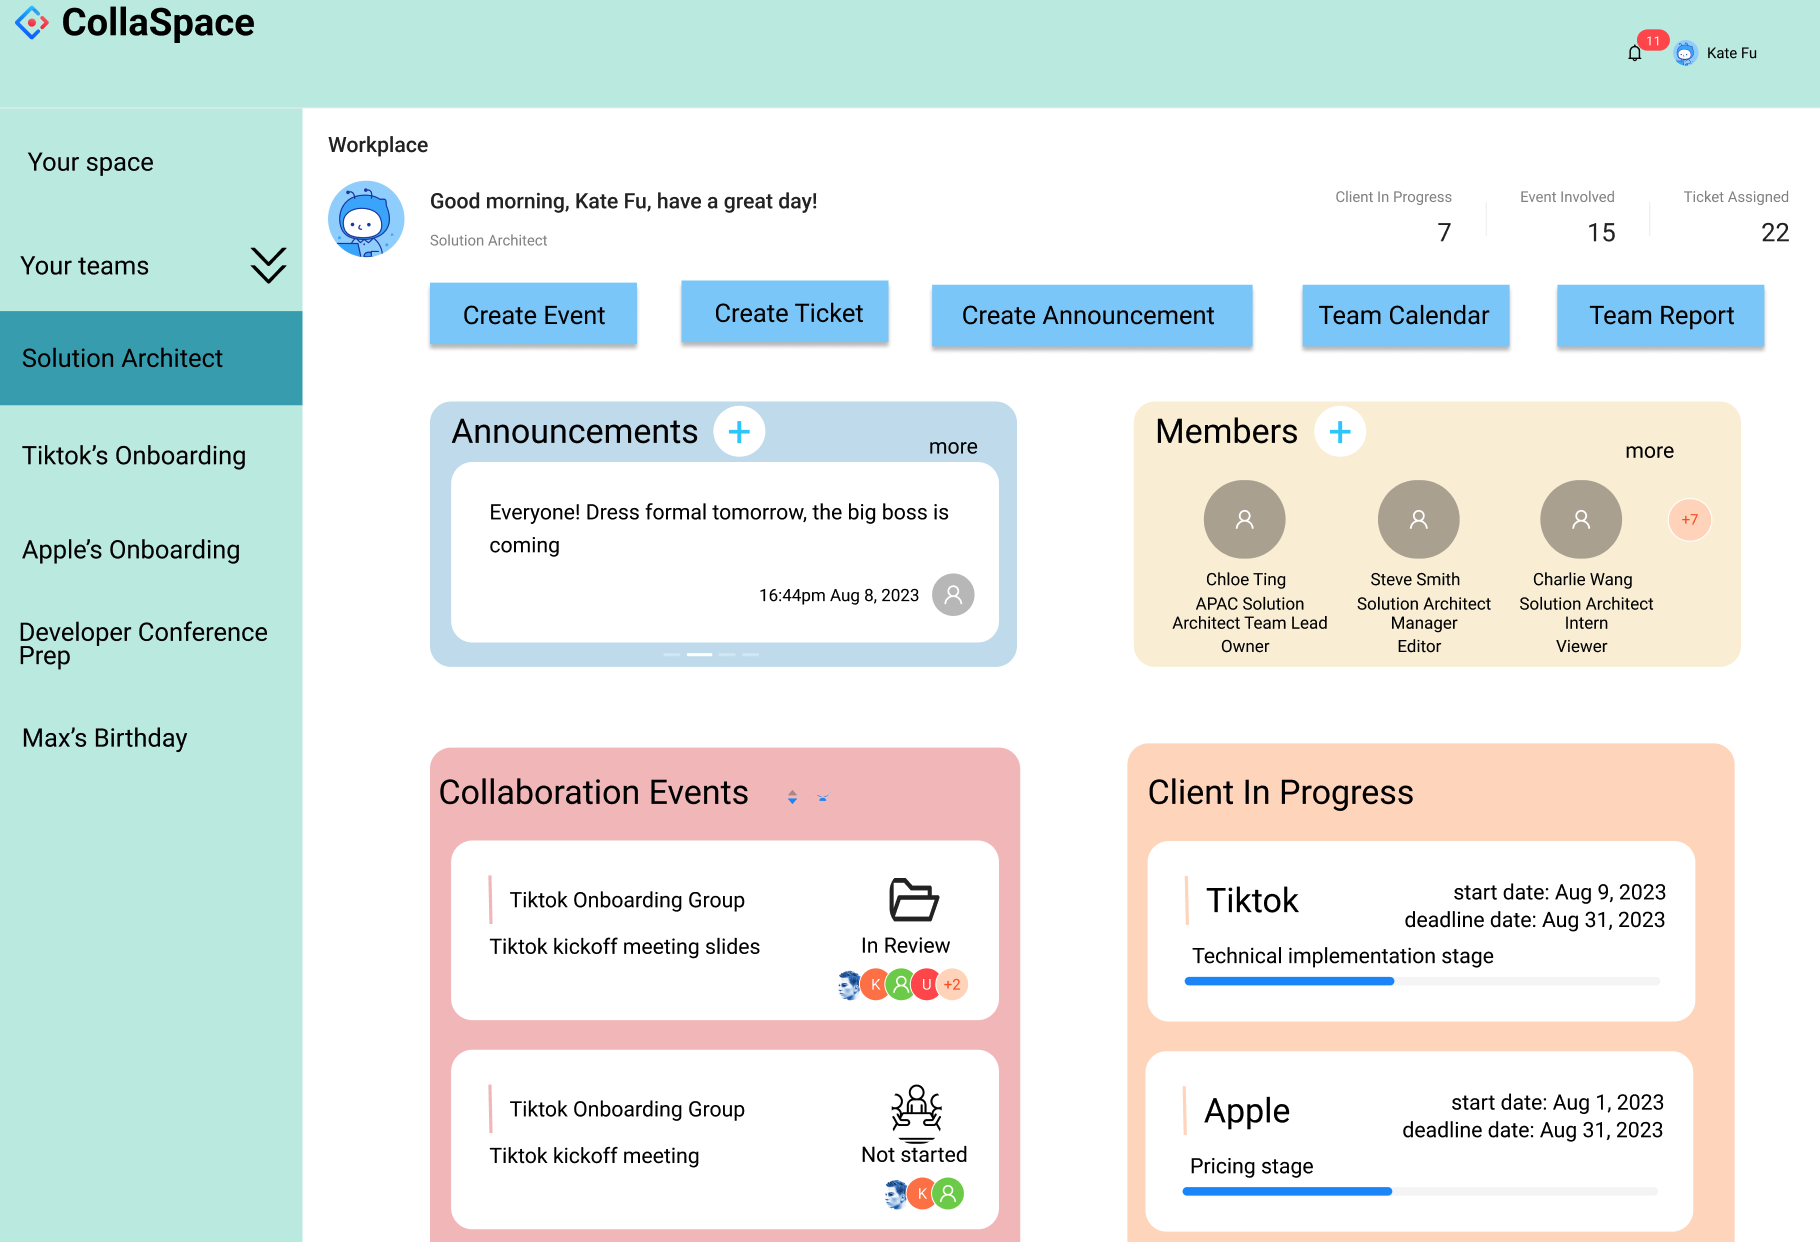 CollaSpace
11
Kate Fu
Your space
Your teams
Solution Architect
Tiktok’s Onboarding
Apple’s Onboarding
Developer Conference
Prep
Max’s Birthday
Workplace
Good morning, Kate Fu, have a great day!
Solution Architect
Client In Progress
7
Event Involved
15
Ticket Assigned
22
Create Event
Create Ticket
Create Announcement
Team Calendar
Team Report
Announcements
more
Everyone! Dress formal tomorrow, the big boss is
coming
16:44pm Aug 8, 2023
Members
more
+7
Chloe Ting
APAC Solution
Architect Team Lead
Owner
Steve Smith
Solution Architect
Manager
Editor
Charlie Wang
Solution Architect
Intern
Viewer
Collaboration Events
Tiktok Onboarding Group
Tiktok kickoff meeting slides
In Review
K
U
+2
Tiktok Onboarding Group
Tiktok kickoff meeting
Not started
K
Client In Progress
Tiktok
start date: Aug 9, 2023
deadline date: Aug 31, 2023
Technical implementation stage
Apple
start date: Aug 1, 2023
deadline date: Aug 31, 2023
Pricing stage